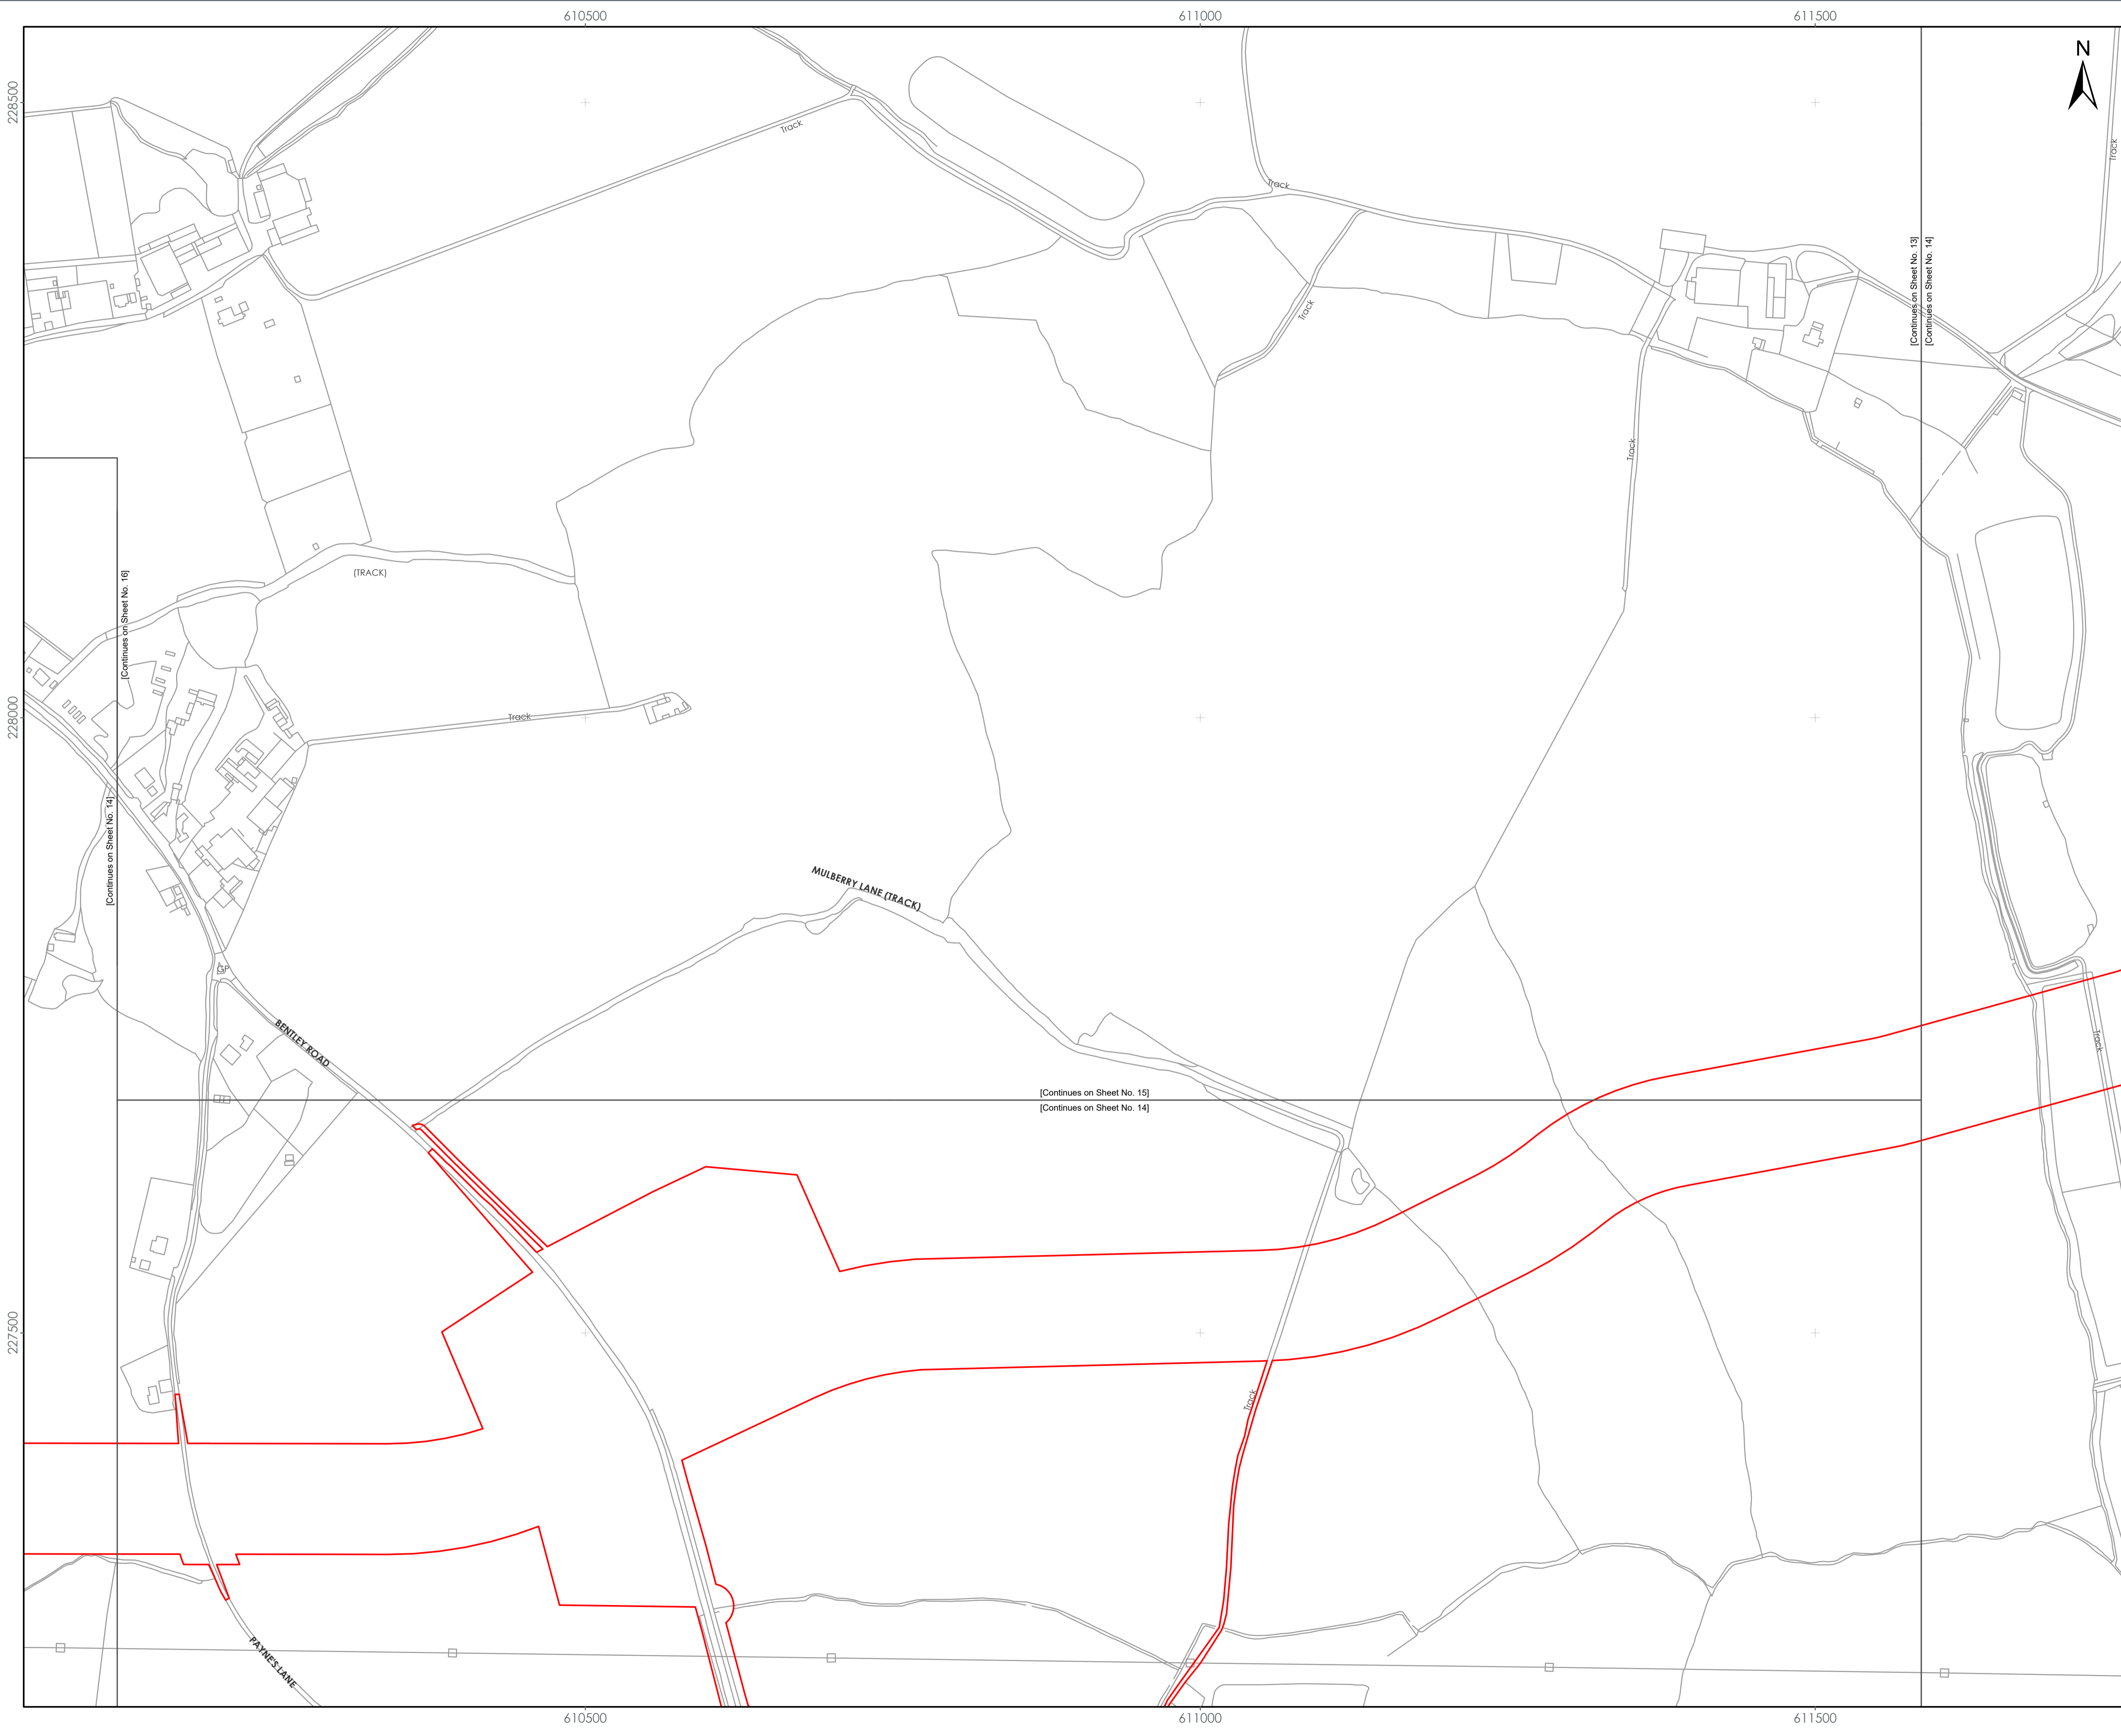 610500
611000
611500
N
228500
Track
Track
Track
[Continues on Sheet No. 13]
[Continues on Sheet No. 14]
Track
Track
(TRACK)
[Continues on Sheet No. 16]
228000
Track
[Continues on Sheet No. 14]
MULBERRY LANE (TRACK)
GP
BENTLEY ROAD
Track
[Continues on Sheet No. 15]
[Continues on Sheet No. 14]
227500
Track
PAYNE'S LANE
610500
611000
611500